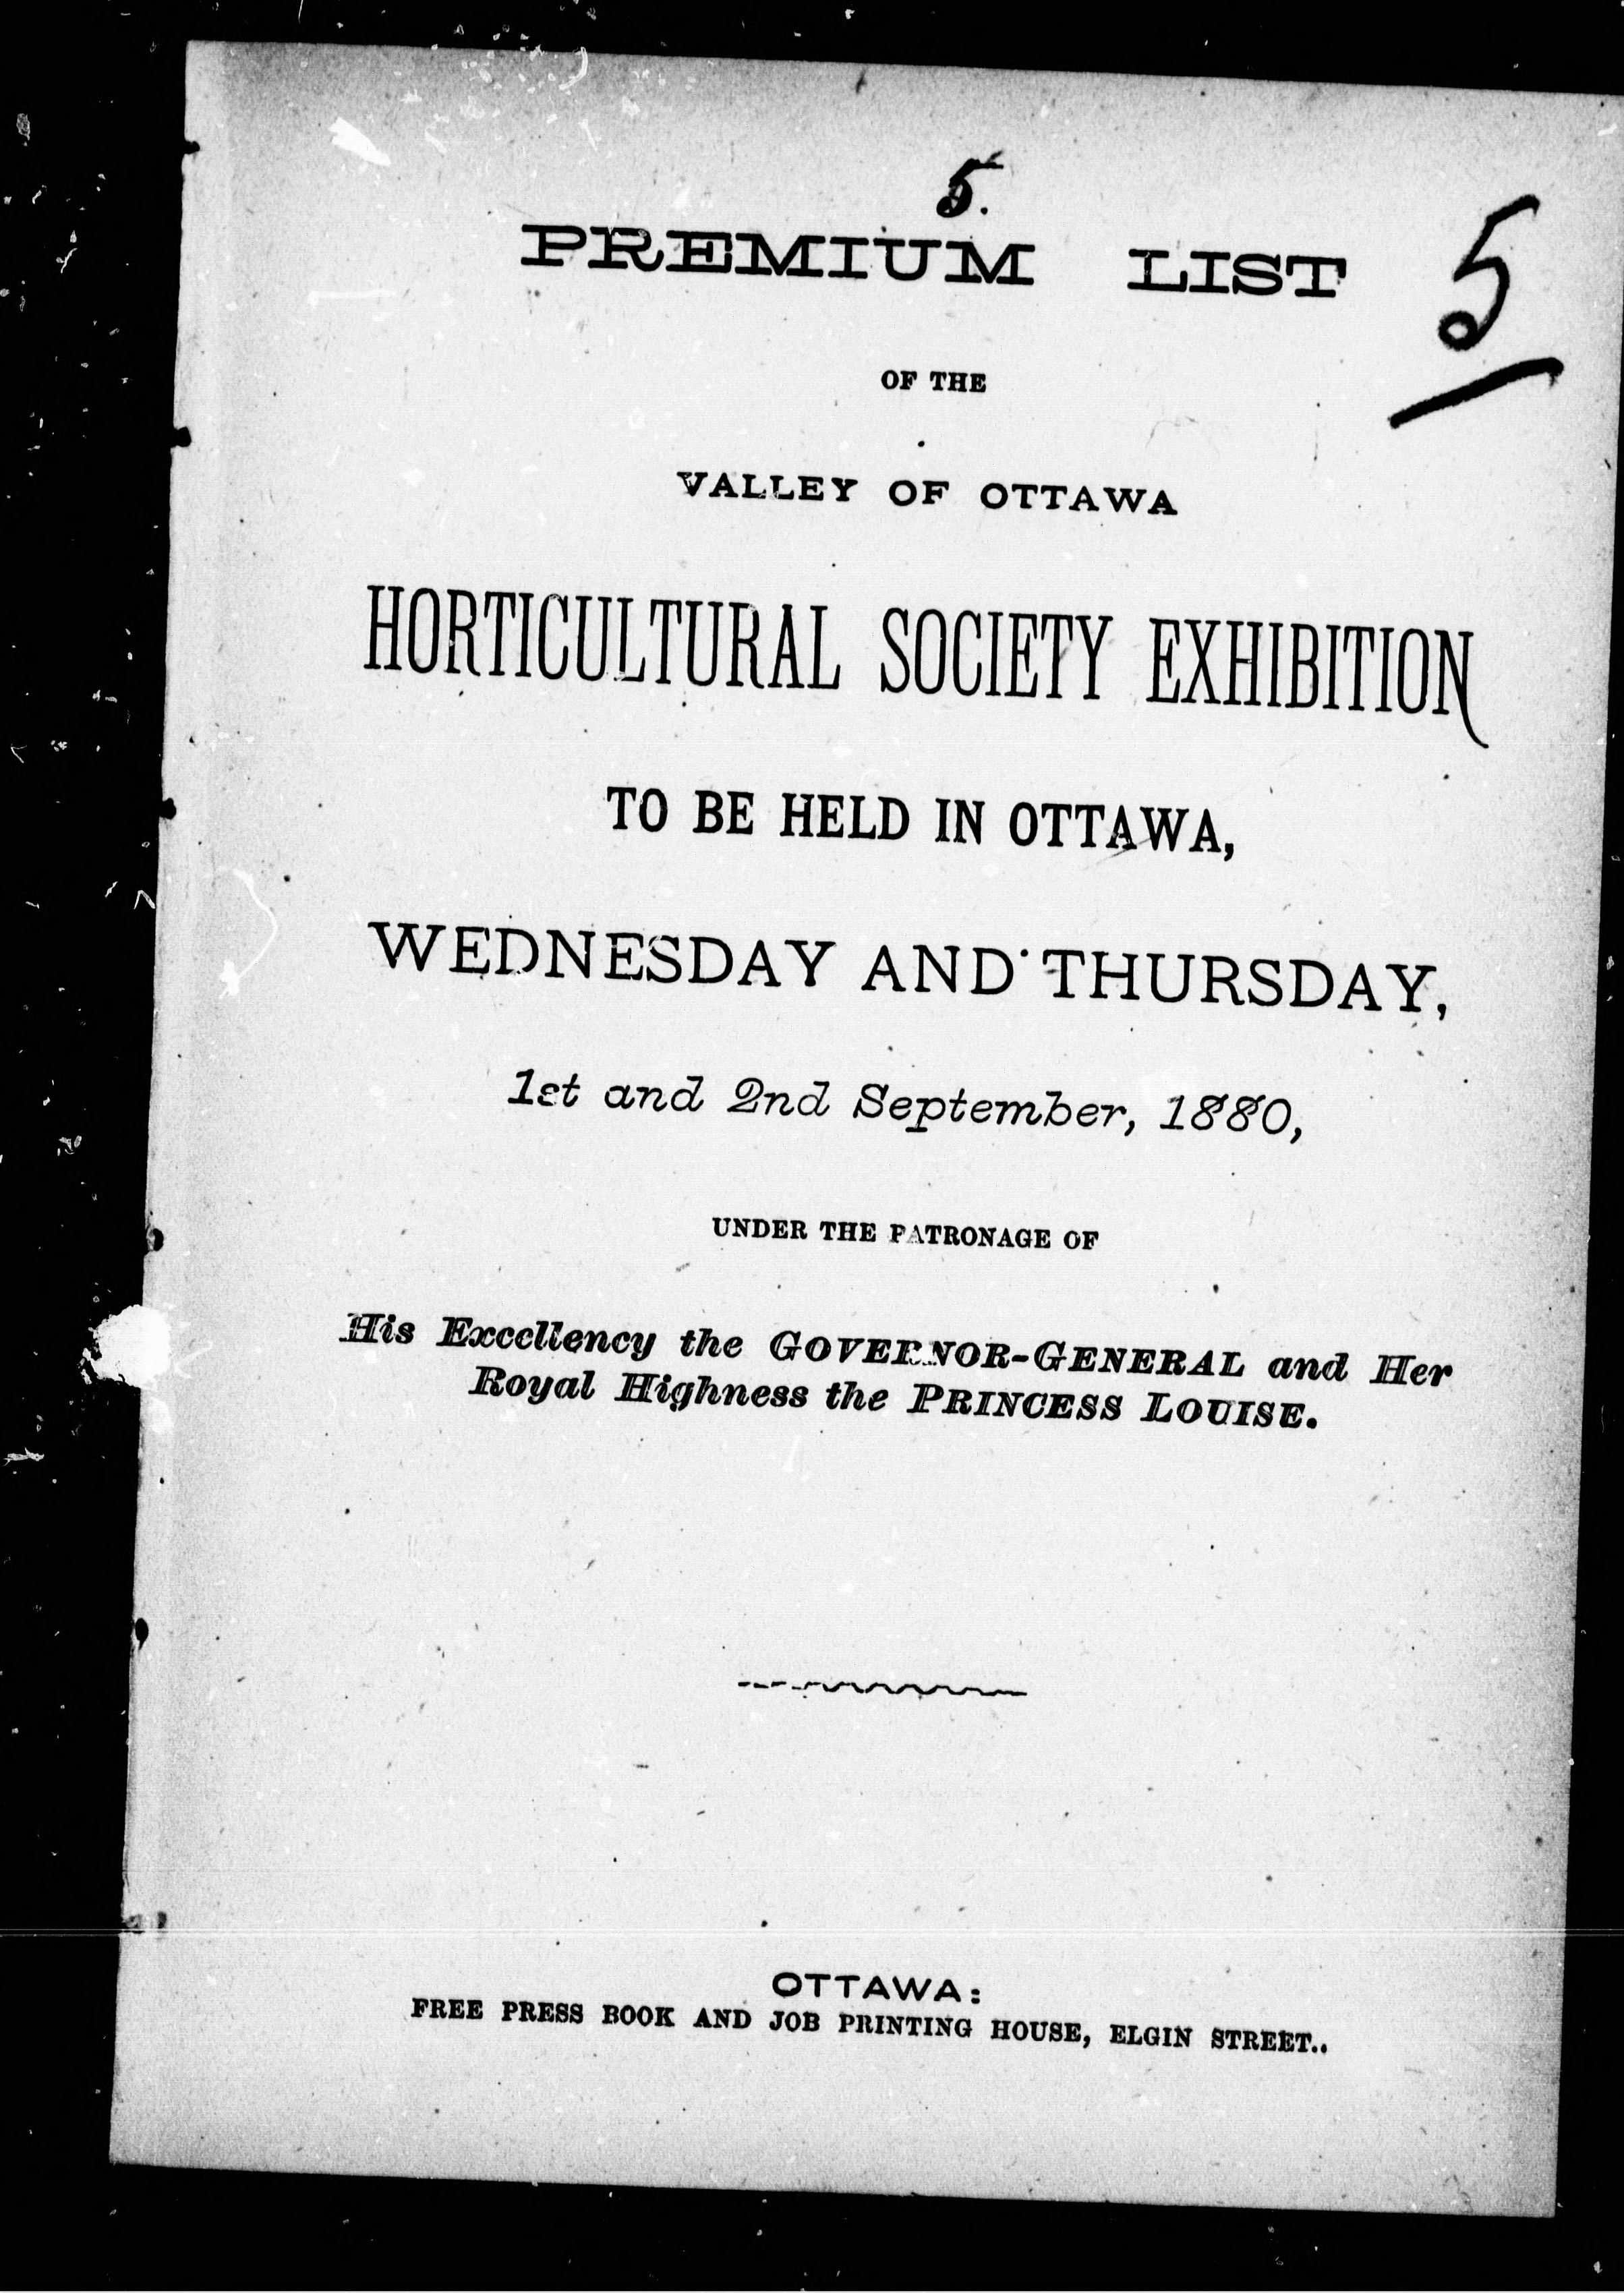 5.
PREMIUM LIST
5
OF THE
VALLEY OF OTTAWA
HORTICULTURAL SOCIETY EXHIBITION
TO BE HELD IN OTTAWA,
WEDNESDAY AND THURSDAY,
1st and 2nd September, 1880,
UNDER THE PATRONAGE OF
His Excellency the GOVERNOR-GENERAL and Her
Royal Highness the PRINCESS LOUISE.
OTTAWA:
FREE PRESS BOOK AND JOB PRINTING HOUSE, ELGIN STREET..